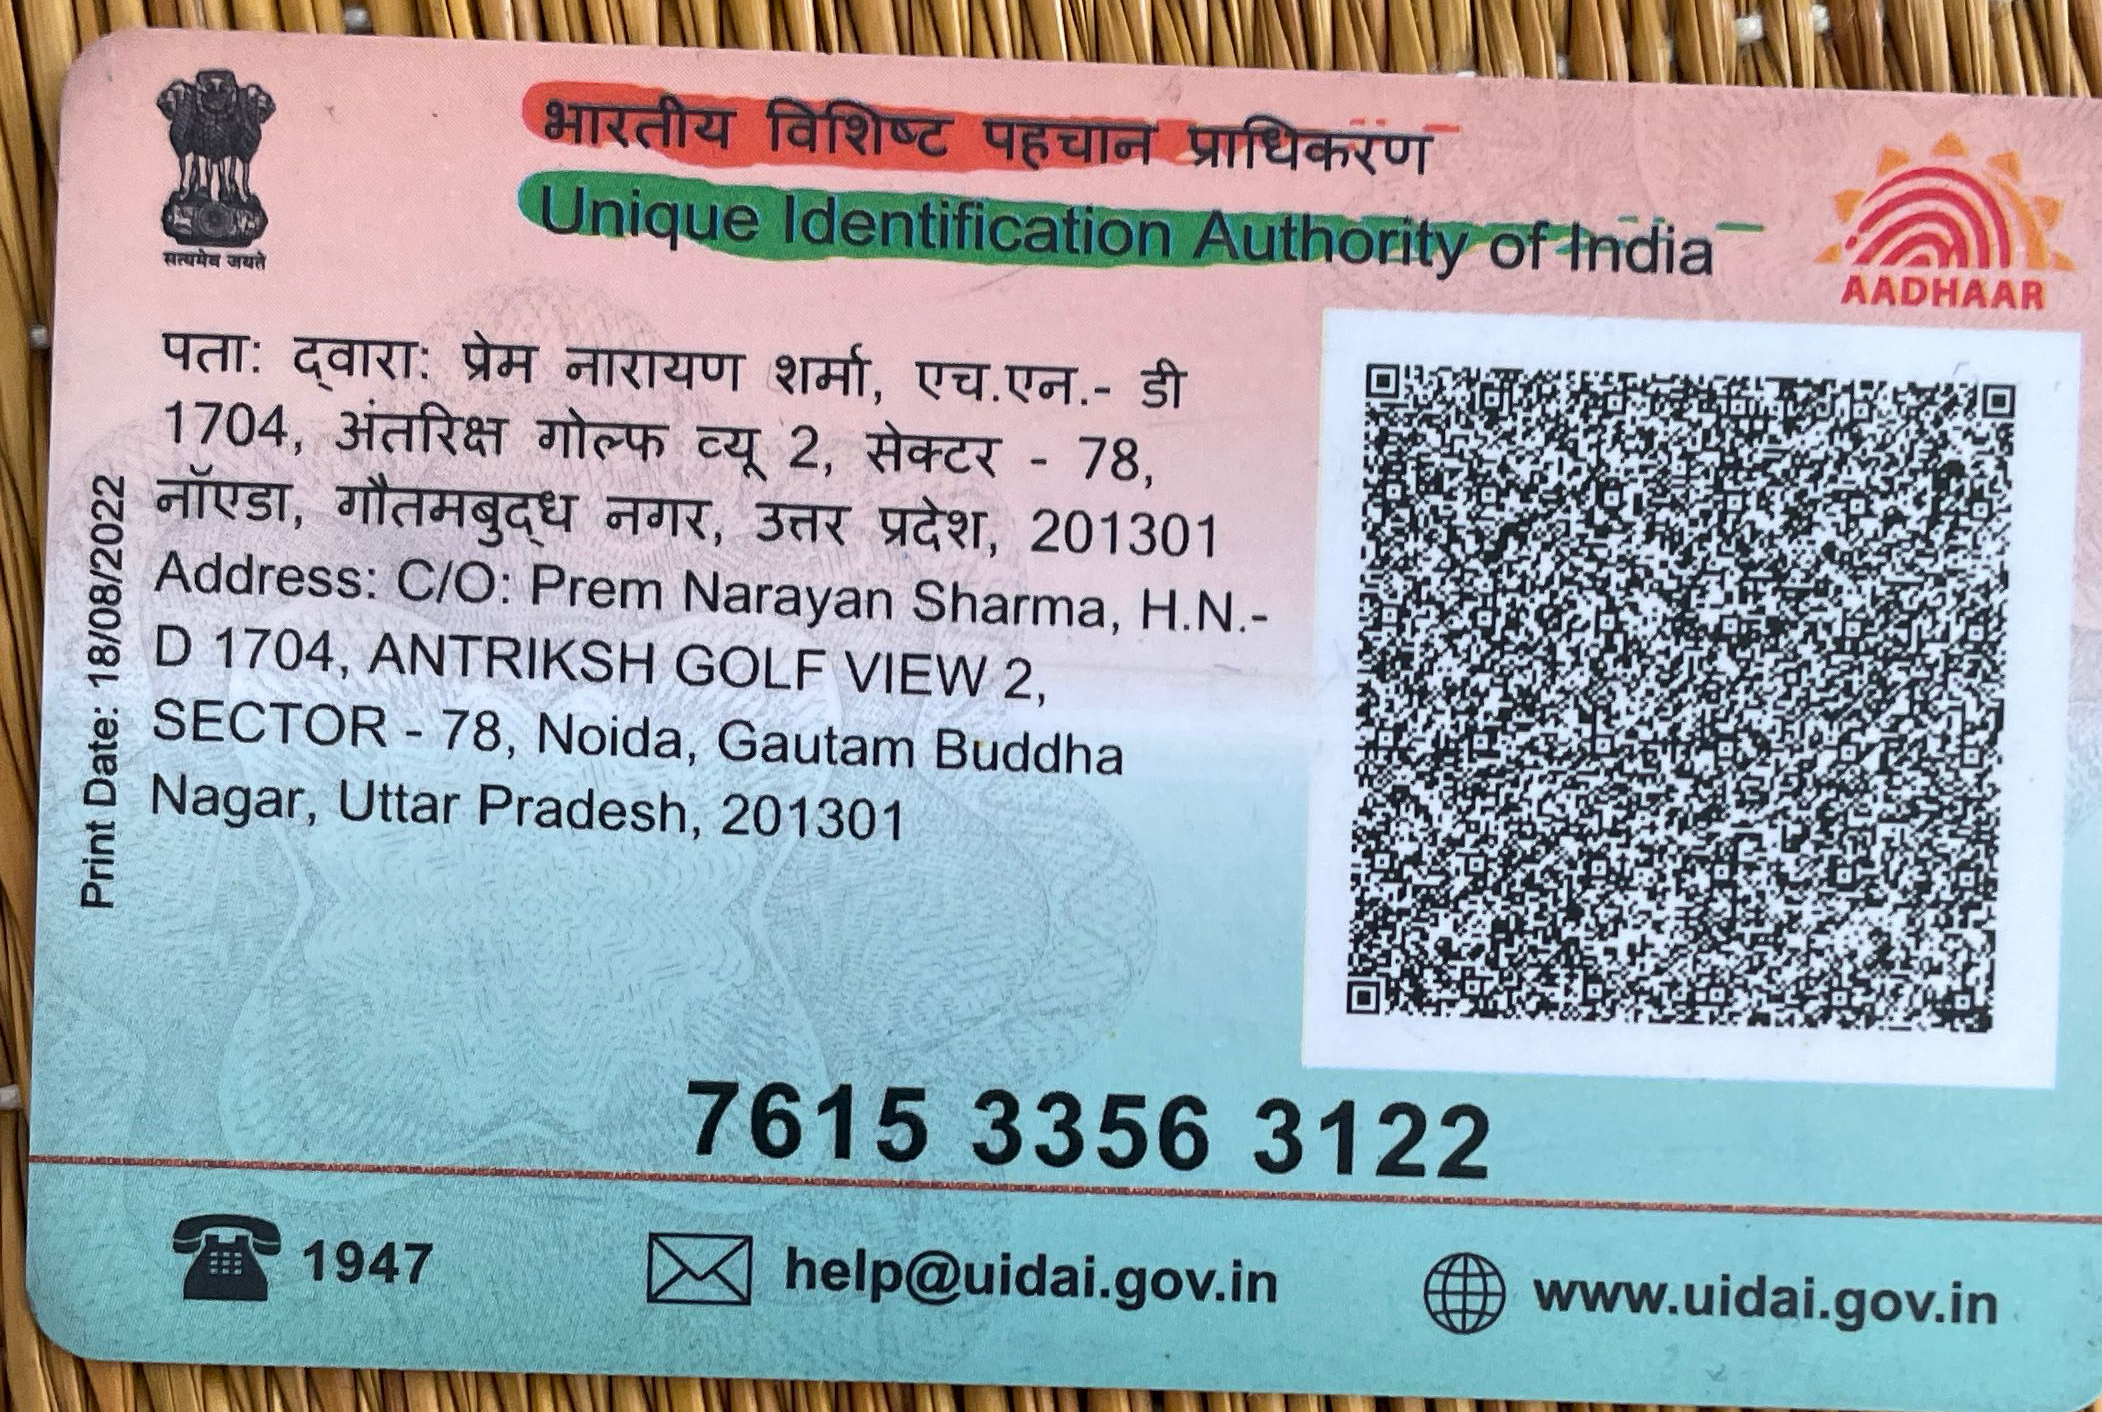 भारतीय विशिष्ट पहचान प्राधिकरण
Unique Identification Authority of India
सत्यमेव जयते
AADHAAR
पता: द्वारा: प्रेम नारायण शर्मा, एच.एन.- डी
1704, अंतरिक्ष गोल्फ व्यू 2, सेक्टर - 78,
नॉएडा, गौतमबुद्ध नगर, उत्तर प्रदेश, 201301
Address: C/O: Prem Narayan Sharma, H.N.-
D 1704, ANTRIKSH GOLF VIEW 2,
SECTOR - 78, Noida, Gautam Buddha
Nagar, Uttar Pradesh, 201301
Print Date: 18/08/2022
7615 3356 3122
1947
help@uidai.gov.in
www.uidai.gov.in